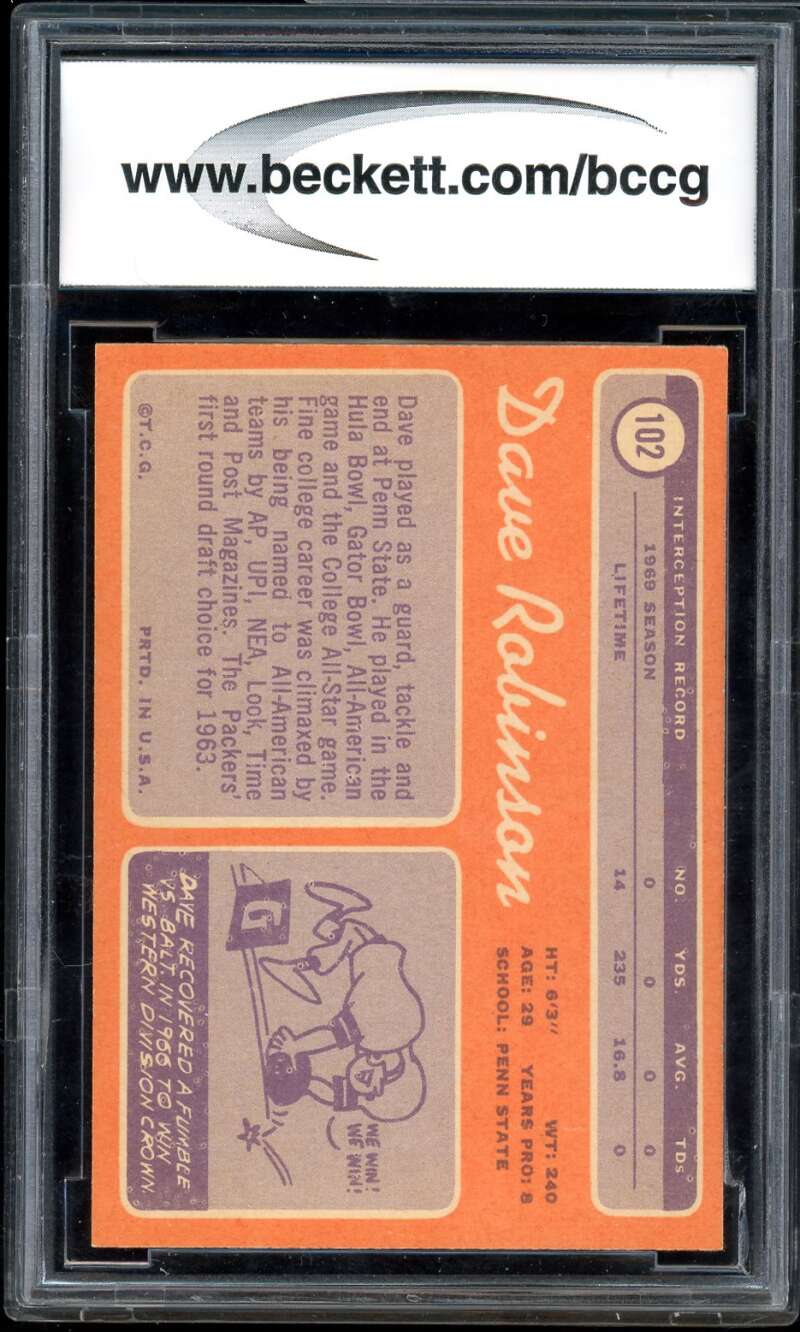 www.beckett.com/bccg
102
INTERCEPTION RECORD NO. YDS. AVG. TDs
1969 SEASON 0 0 0 0
LIFETIME 14 235 16.8 0
Dave Robinson
HT: 6'3" WT: 240
AGE: 29 YEARS PRO: 8
SCHOOL: PENN STATE
Dave played as a guard, tackle and
end at Penn State. He played in the
Hula Bowl, Gator Bowl, All-American
game and the College All-Star game.
Fine college career was climaxed by
his being named to All-American
teams by AP, UPI, NEA, Look, Time
and Post Magazines. The Packers'
first round draft choice for 1963.
©T.C.G. PRTD. IN U.S.A.
WE WIN!
WE WIN!
G
DAVE RECOVERED A FUMBLE
VS. BALT. IN 1966 TO WIN
WESTERN DIVISION CROWN.